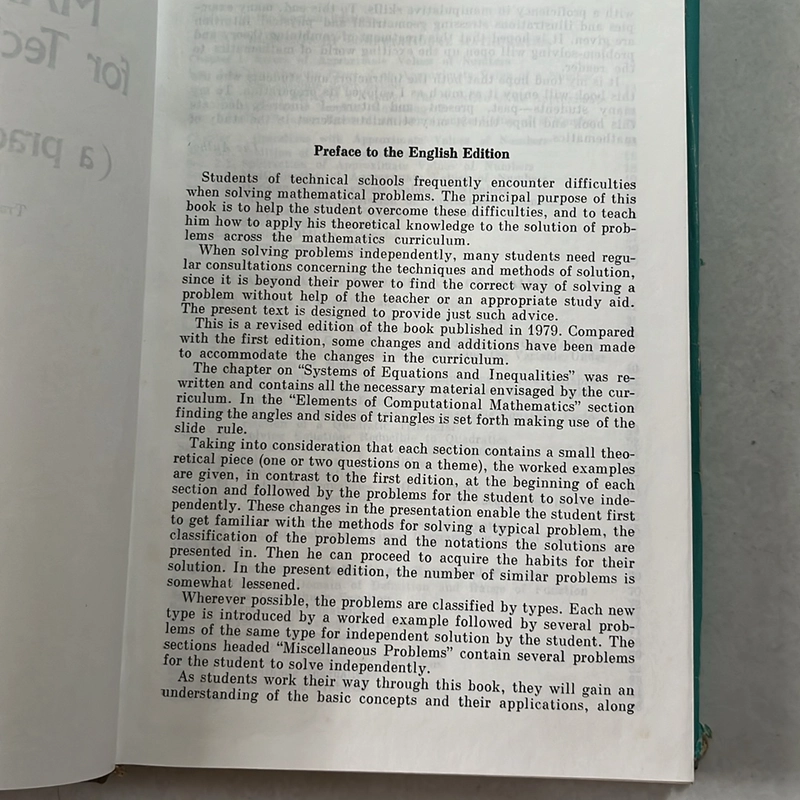 Preface to the English Edition
Students of technical schools frequently encounter difficulties
when solving mathematical problems. The principal purpose of this
book is to help the student overcome these difficulties, and to teach
him how to apply his theoretical knowledge to the solution of prob-
lems across the mathematics curriculum.
When solving problems independently, many students need regu-
lar consultations concerning the techniques and methods of solution,
since it is beyond their power to find the correct way of solving a
problem without help of the teacher or an appropriate study aid.
The present text is designed to provide just such advice.
This is a revised edition of the book published in 1979. Compared
with the first edition, some changes and additions have been made
to accommodate the changes in the curriculum.
The chapter on “Systems of Equations and Inequalities” was re-
written and contains all the necessary material envisaged by the cur-
riculum. In the “Elements of Computational Mathematics” section
finding the angles and sides of triangles is set forth making use of the
slide rule.
Taking into consideration that each section contains a small theo-
retical piece (one or two questions on a theme), the worked examples
are given, in contrast to the first edition, at the beginning of each
section and followed by the problems for the student to solve inde-
pendently. These changes in the presentation enable the student first
to get familiar with the methods for solving a typical problem, the
classification of the problems and the notations the solutions are
presented in. Then he can proceed to acquire the habits for their
solution. In the present edition, the number of similar problems is
somewhat lessened.
Wherever possible, the problems are classified by types. Each new
type is introduced by a worked example followed by several prob-
lems of the same type for independent solution by the student. The
sections headed “Miscellaneous Problems” contain several problems
for the student to solve independently.
As students work their way through this book, they will gain an
understanding of the basic concepts and their applications, along